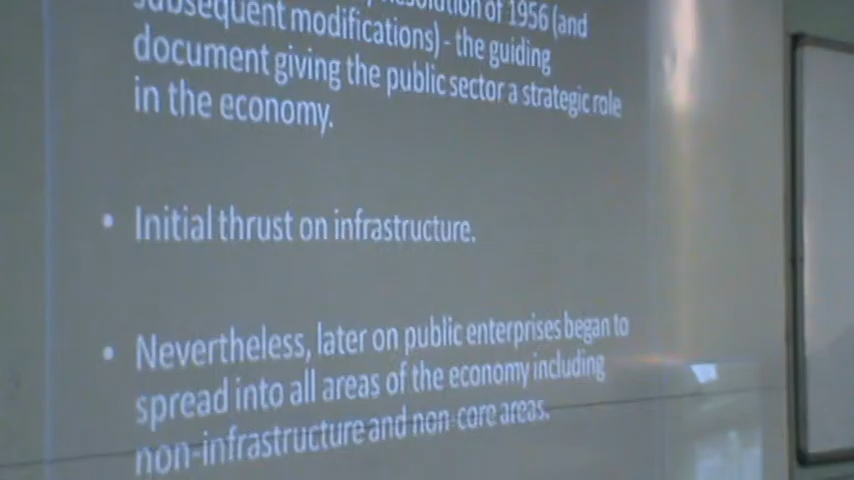 subsequent modifications) - the guiding
document giving the public sector a strategic role
in the economy.
• Initial thrust on infrastructure.
• Nevertheless, later on public enterprises began to
spread into all areas of the economy including
non-infrastructure and non-core areas.